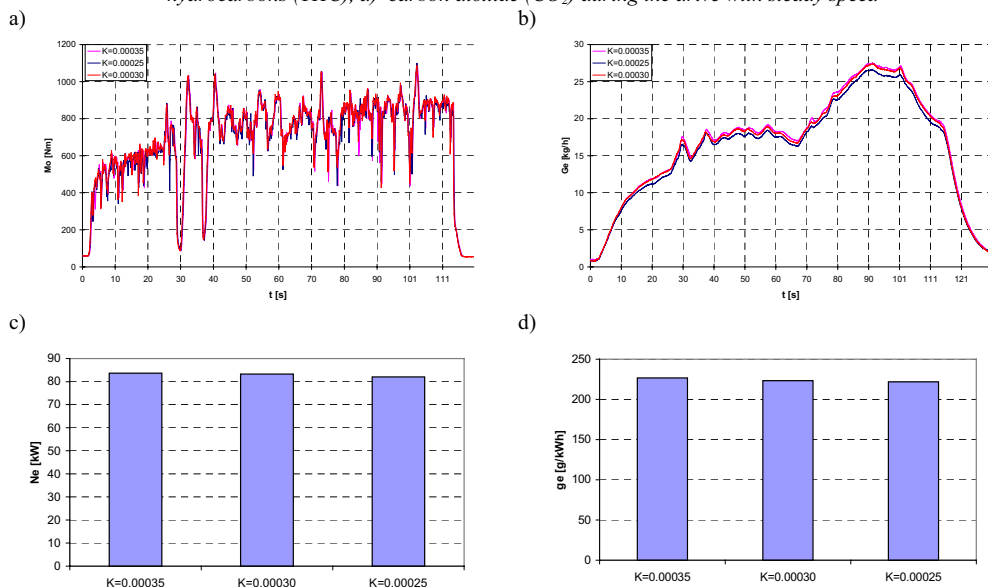 hydrocarbons (THC), d) carbon dioxide (CO2) during the drive with steady speed
a)
b)
1200
1000
800
600
400
200
0
Mo [Nm]
K=0.00035
K=0.00025
K=0.00030
0 10 20 30 40 50 60 70 80 90 101 111
t [s]
30
25
20
15
10
5
0
Ge [kg/h]
K=0.00035
K=0.00025
K=0.00030
0 10 20 30 40 50 60 70 80 90 101 111 121
t [s]
c)
d)
90
80
70
60
50
40
30
20
10
0
Ne [kW]
K=0.00035 K=0.00030 K=0.00025
250
200
150
100
50
0
ge [g/kWh]
K=0.00035 K=0.00030 K=0.00025